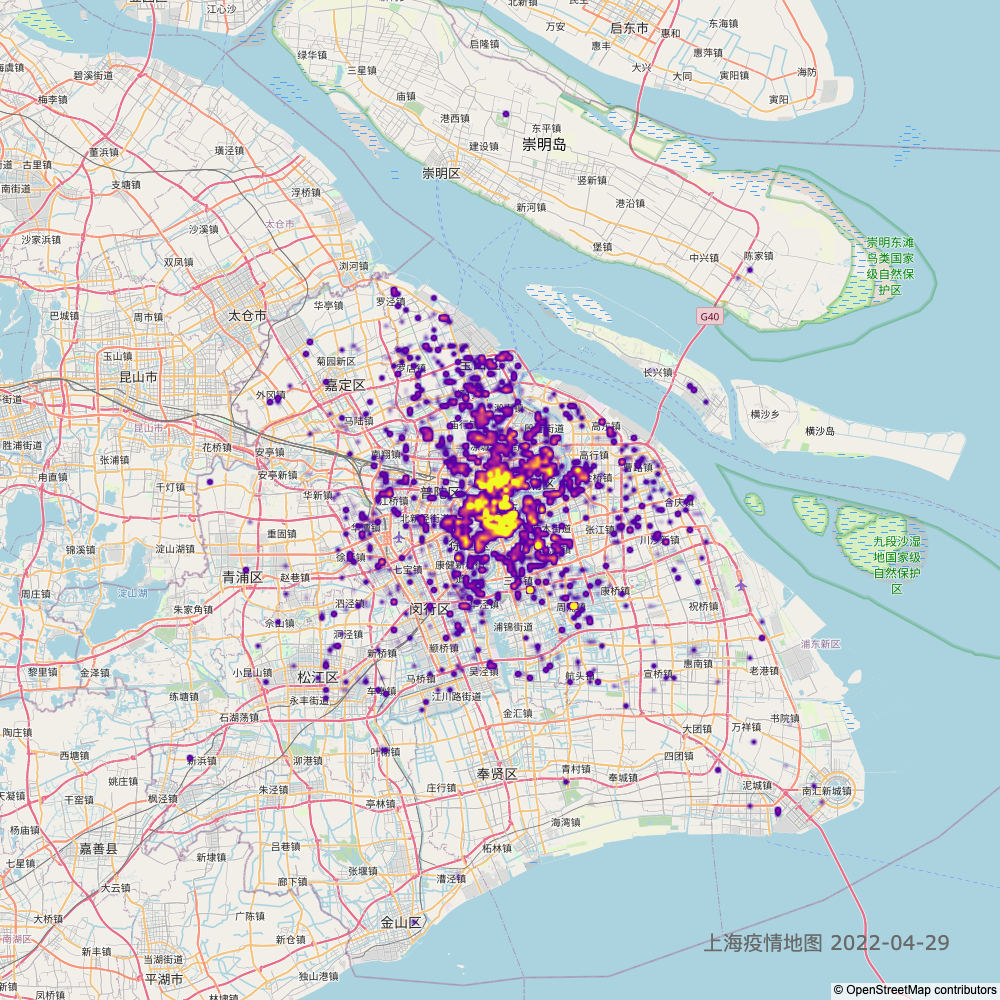 江心沙
启东市
东海镇
万安
惠丰
惠和
启隆镇
惠萍镇
绿华镇
大兴
三星镇
大同
寅阳镇
海防
碧溪街道
庙镇
寅阳
梅李镇
港西镇
东平镇
建设镇
崇明岛
董浜镇
璜泾镇
崇明区
古里镇
支塘镇
竖新镇
浮桥镇
港沿镇
新河镇
太仓市
沙溪镇
沙家浜镇
堡镇
崇明东滩
鸟类国家
级自然保
护区
双凤镇
浏河镇
中兴镇
陈家镇
罗泾镇
华亭镇
巴城镇
周市镇
太仓市
G40
玉山镇
菊园新区
昆山市
长兴镇
嘉定区
外冈镇
横沙乡
马陆镇
横沙岛
昆山市
高行镇
胜浦街道
花桥镇
安亭镇
南翔镇
张浦镇
甪直镇
安亭新镇
千灯镇
华新镇
江桥镇
普陀区
合庆镇
重固镇
张江镇
川沙新镇
锦溪镇
淀山湖镇
九段沙湿
地国家级
自然保护
区
青浦区
赵巷镇
七宝镇
周庄镇
淀山湖
康桥镇
朱家角镇
泗泾镇
闵行区
祝桥镇
佘山镇
浦锦街道
洞泾镇
浦东新区
新桥镇
颛桥镇
惠南镇
黎里镇
金泽镇
小昆山镇
松江区
马桥镇
吴泾镇
航头镇
宣桥镇
老港镇
练塘镇
永丰街道
车墩镇
江川路街道
石湖荡镇
金汇镇
书院镇
陶庄镇
大团镇
万祥镇
西塘镇
新浜镇
泖港镇
叶榭镇
四团镇
奉贤区
青村镇
奉城镇
姚庄镇
泥城镇
南汇新城镇
天凝镇
干窑镇
枫泾镇
朱泾镇
庄行镇
亭林镇
杨庙镇
海湾镇
嘉善县
吕巷镇
柘林镇
七星镇
新埭镇
张堰镇
漕泾镇
大云镇
廊下镇
大桥镇
广陈镇
金山区
南湖区
新仓镇
上海疫情地图 2022-04-29
新丰镇
当湖街道
平湖市
独山港镇
凤桥镇
林埭镇
© OpenStreetMap contributors